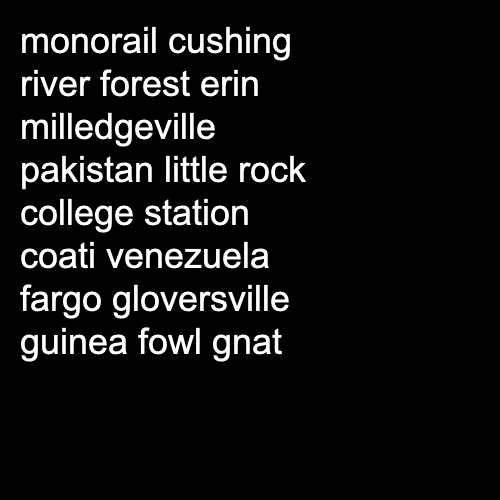 monorail cushing
river forest erin
milledgeville
pakistan little rock
college station
coati venezuela
fargo gloversville
guinea fowl gnat